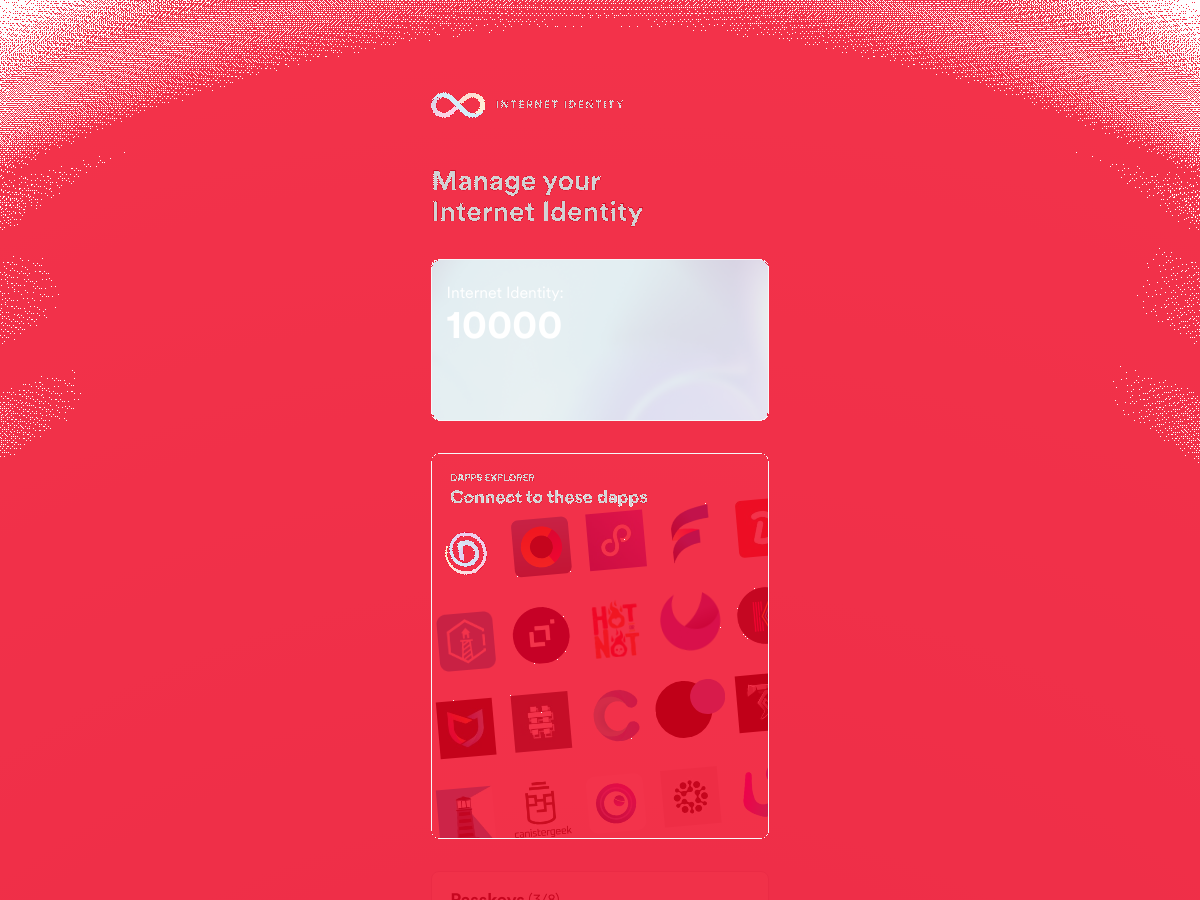 INTERNET IDENTITY
Manage your
Internet Identity
Internet Identity:
10000
DAPPS EXPLORER
Connect to these dapps
HOT
NOT
canistergeek
Passkeys (3/8)